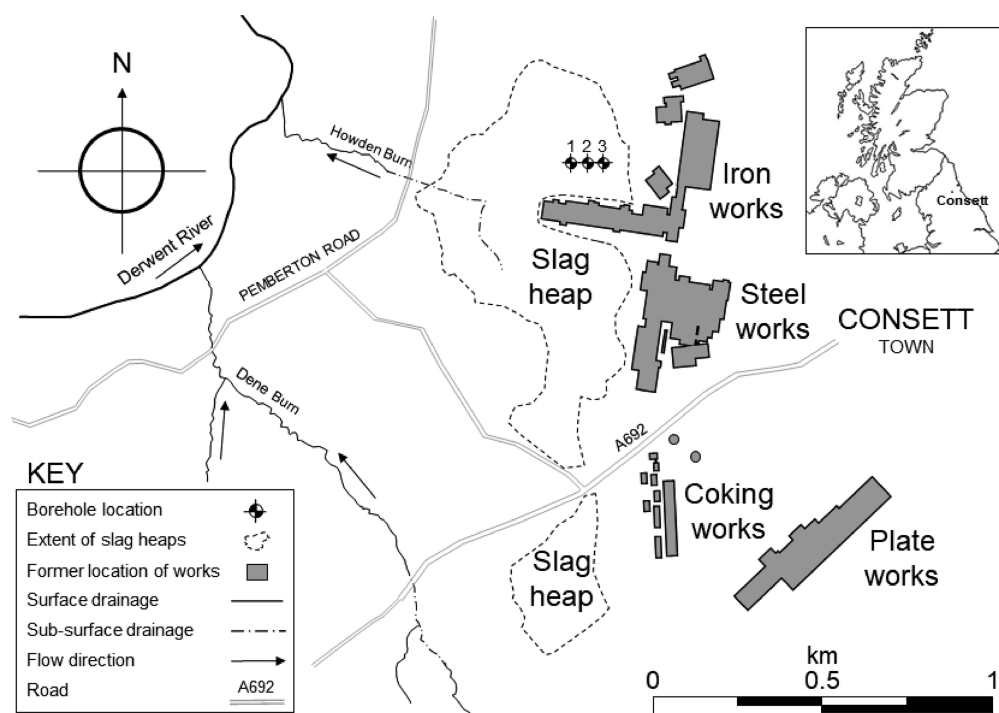 N
Howden Burn
1 2 3
Iron
works
Consett
Derwent River
PEMBERTON ROAD
Slag
heap
Steel
works
CONSETT
TOWN
Dene Burn
A692
KEY
Borehole location
Extent of slag heaps
Former location of works
Surface drainage
Sub-surface drainage
Flow direction
Road
A692
Coking
works
Plate
works
Slag
heap
km
0 0.5 1